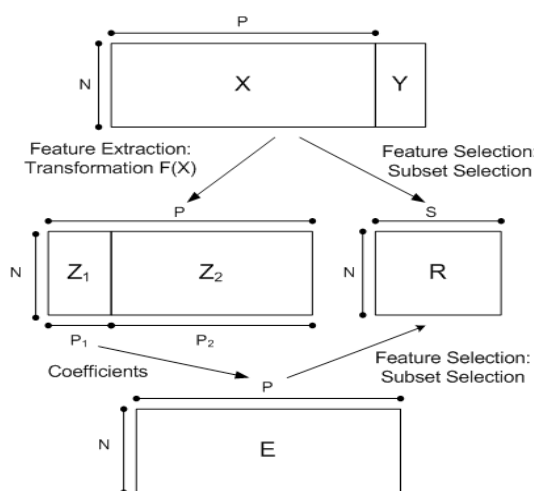 P
N
X
Y
Feature Extraction:
Transformation F(X)
Feature Selection:
Subset Selection
P
S
N
Z₁
Z₂
N
R
P₁
P₂
Coefficients
Feature Selection:
Subset Selection
P
N
E